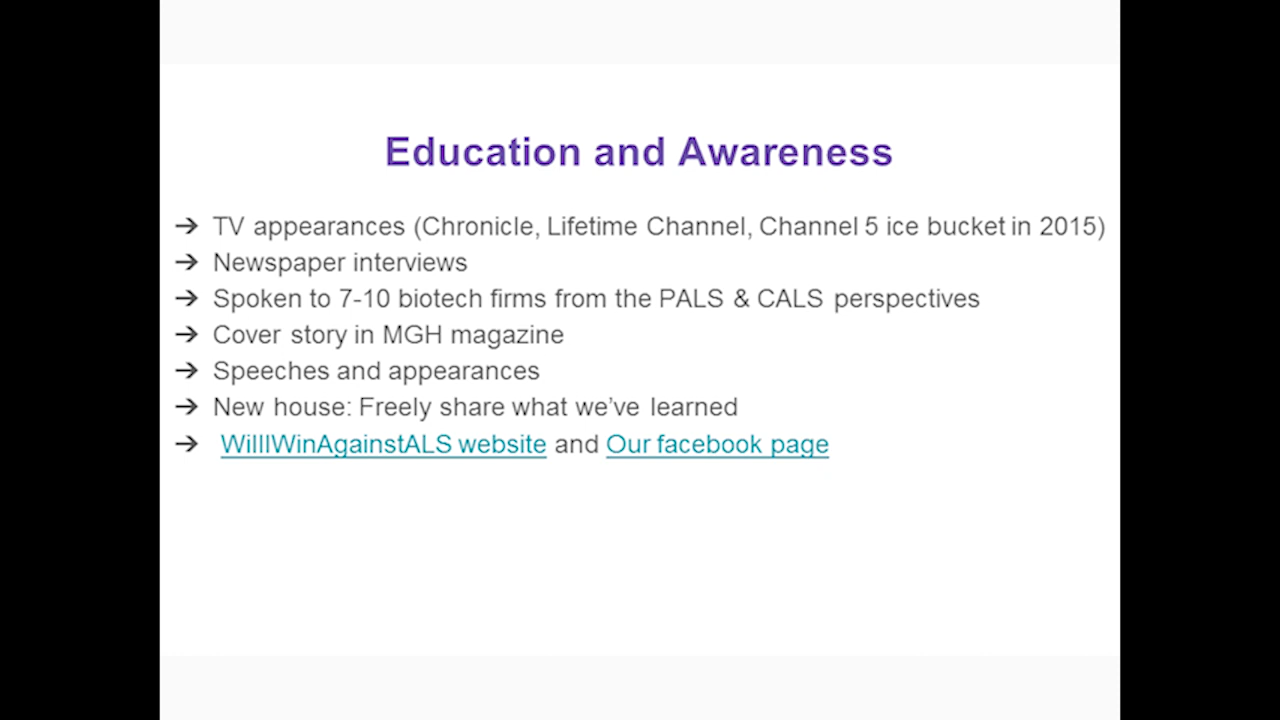 Education and Awareness
➔ TV appearances (Chronicle, Lifetime Channel, Channel 5 ice bucket in 2015)
➔ Newspaper interviews
➔ Spoken to 7-10 biotech firms from the PALS & CALS perspectives
➔ Cover story in MGH magazine
➔ Speeches and appearances
➔ New house: Freely share what we’ve learned
➔ WillIWinAgainstALS website and Our facebook page